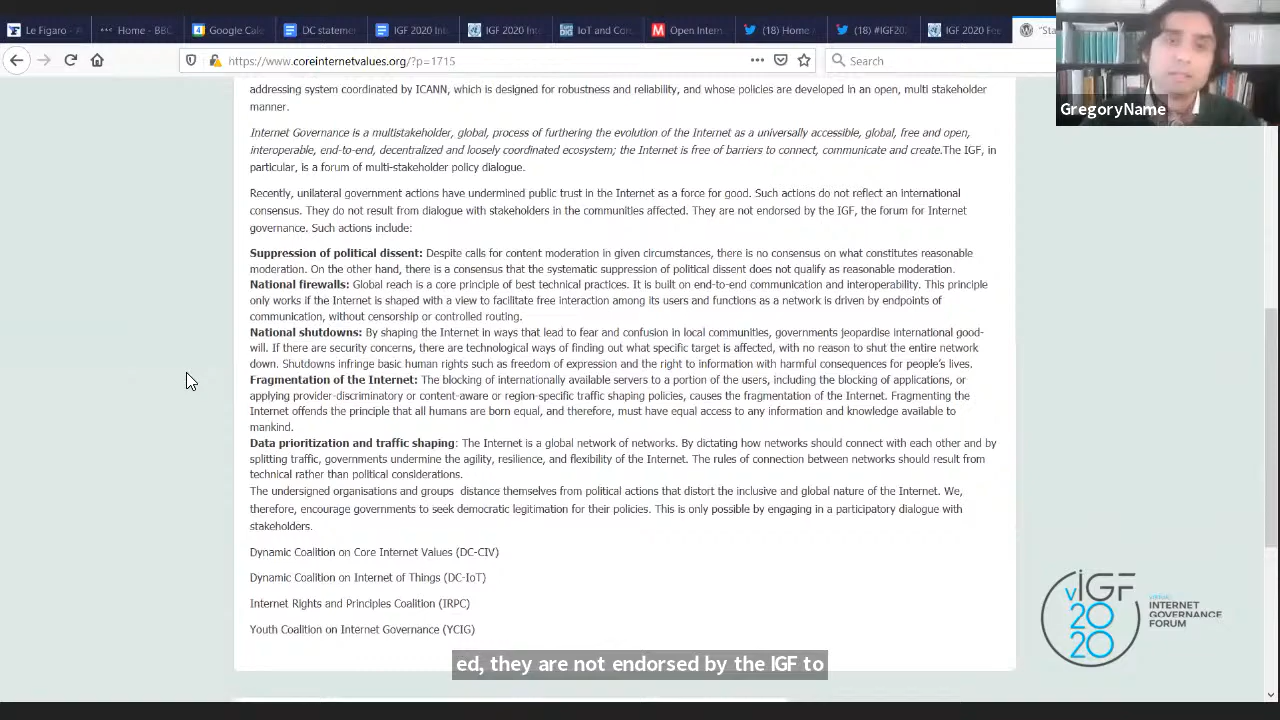 Le Figaro - A
Home - BBC
Google Cale
DC stateme
IGF 2020 Inte
IGF 2020 Inte
IoT and Cor
Open Intern
(18) Home
(18) #IGF202
IGF 2020 Fee
"Sta
https://www.coreinternetvalues.org/?p=1715
Search
GregoryName
addressing system coordinated by ICANN, which is designed for robustness and reliability, and whose policies are developed in an open, multi stakeholder
manner.
Internet Governance is a multistakeholder, global, process of furthering the evolution of the Internet as a universally accessible, global, free and open,
interoperable, end-to-end, decentralized and loosely coordinated ecosystem; the Internet is free of barriers to connect, communicate and create.The IGF, in
particular, is a forum of multi-stakeholder policy dialogue.
Recently, unilateral government actions have undermined public trust in the Internet as a force for good. Such actions do not reflect an international
consensus. They do not result from dialogue with stakeholders in the communities affected. They are not endorsed by the IGF, the forum for Internet
governance. Such actions include:
Suppression of political dissent: Despite calls for content moderation in given circumstances, there is no consensus on what constitutes reasonable
moderation. On the other hand, there is a consensus that the systematic suppression of political dissent does not qualify as reasonable moderation.
National firewalls: Global reach is a core principle of best technical practices. It is built on end-to-end communication and interoperability. This principle
only works if the Internet is shaped with a view to facilitate free interaction among its users and functions as a network is driven by endpoints of
communication, without censorship or controlled routing.
National shutdowns: By shaping the Internet in ways that lead to fear and confusion in local communities, governments jeopardise international good-
will. If there are security concerns, there are technological ways of finding out what specific target is affected, with no reason to shut the entire network
down. Shutdowns infringe basic human rights such as freedom of expression and the right to information with harmful consequences for people's lives.
Fragmentation of the Internet: The blocking of internationally available servers to a portion of the users, including the blocking of applications, or
applying provider-discriminatory or content-aware or region-specific traffic shaping policies, causes the fragmentation of the Internet. Fragmenting the
Internet offends the principle that all humans are born equal, and therefore, must have equal access to any information and knowledge available to
mankind.
Data prioritization and traffic shaping: The Internet is a global network of networks. By dictating how networks should connect with each other and by
splitting traffic, governments undermine the agility, resilience, and flexibility of the Internet. The rules of connection between networks should result from
technical rather than political considerations.
The undersigned organisations and groups distance themselves from political actions that distort the inclusive and global nature of the Internet. We,
therefore, encourage governments to seek democratic legitimation for their policies. This is only possible by engaging in a participatory dialogue with
stakeholders.
Dynamic Coalition on Core Internet Values (DC-CIV)
Dynamic Coalition on Internet of Things (DC-IoT)
Internet Rights and Principles Coalition (IRPC)
Youth Coalition on Internet Governance (YCIG)
vIGF
2020
VIRTUAL
INTERNET
GOVERNANCE
FORUM
ed, they are not endorsed by the IGF to